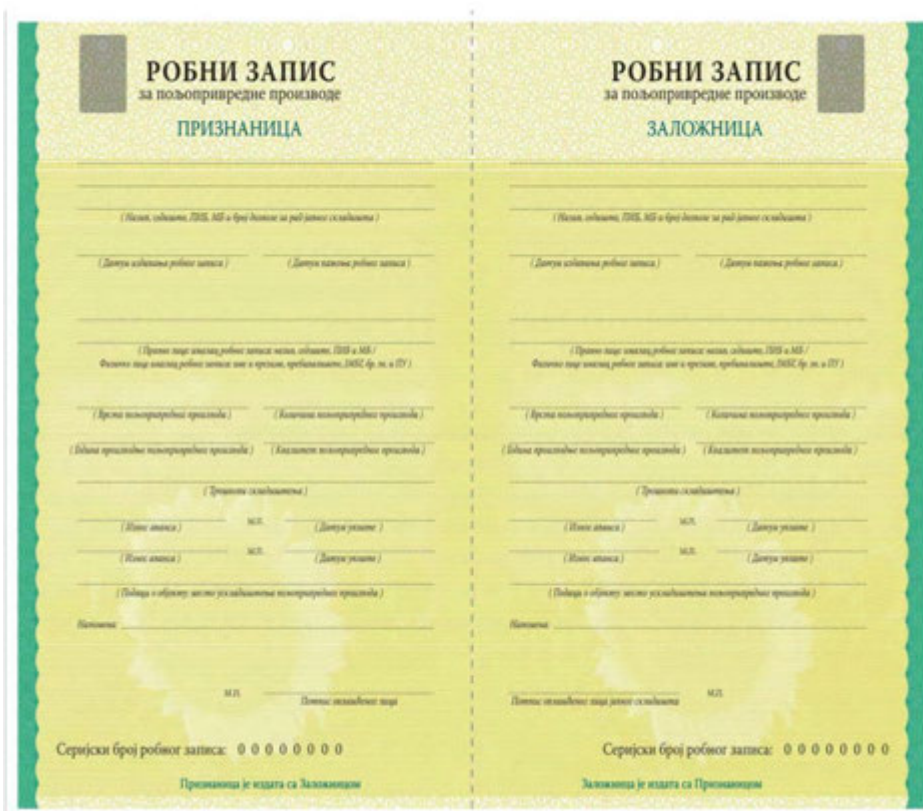 РОБНИ ЗАПИС
за пољопривредне производе
ПРИЗНАНИЦА
( Назив, седиште, ПИБ, МБ и број дозволе за рад јавног складишта )
( Датум издавања робног записа )
( Датум важења робног записа )
( Правно лице ималац робног записа: назив, седиште, ПИБ и МБ /
Физичко лице ималац робног записа: име и презиме, пребивалиште, ЈМБГ, бр. лк. и ПУ )
( Врста пољопривредног производа )
( Количина пољопривредног производа )
( Година производње пољопривредног производа )
( Квалитет пољопривредног производа )
( Трошкови складиштења )
( Износ аванса )
М.П.
( Датум уплате )
( Износ аванса )
М.П.
( Датум уплате )
( Подаци о објекту: место ускладиштења пољопривредног производа )
Напомена:
М.П.
Потпис овлашћеног лица
Серијски број робног записа: 0 0 0 0 0 0 0 0
Признаница је издата са Заложницом
РОБНИ ЗАПИС
за пољопривредне производе
ЗАЛОЖНИЦА
( Назив, седиште, ПИБ, МБ и број дозволе за рад јавног складишта )
( Датум издавања робног записа )
( Датум важења робног записа )
( Правно лице ималац робног записа: назив, седиште, ПИБ и МБ /
Физичко лице ималац робног записа: име и презиме, пребивалиште, ЈМБГ, бр. лк. и ПУ )
( Врста пољопривредног производа )
( Количина пољопривредног производа )
( Година производње пољопривредног производа )
( Квалитет пољопривредног производа )
( Трошкови складиштења )
( Износ аванса )
М.П.
( Датум уплате )
( Износ аванса )
М.П.
( Датум уплате )
( Подаци о објекту: место ускладиштења пољопривредног производа )
Напомена:
Потпис овлашћеног лица јавног складишта
М.П.
Серијски број робног записа: 0 0 0 0 0 0 0 0
Заложница је издата са Признаницом